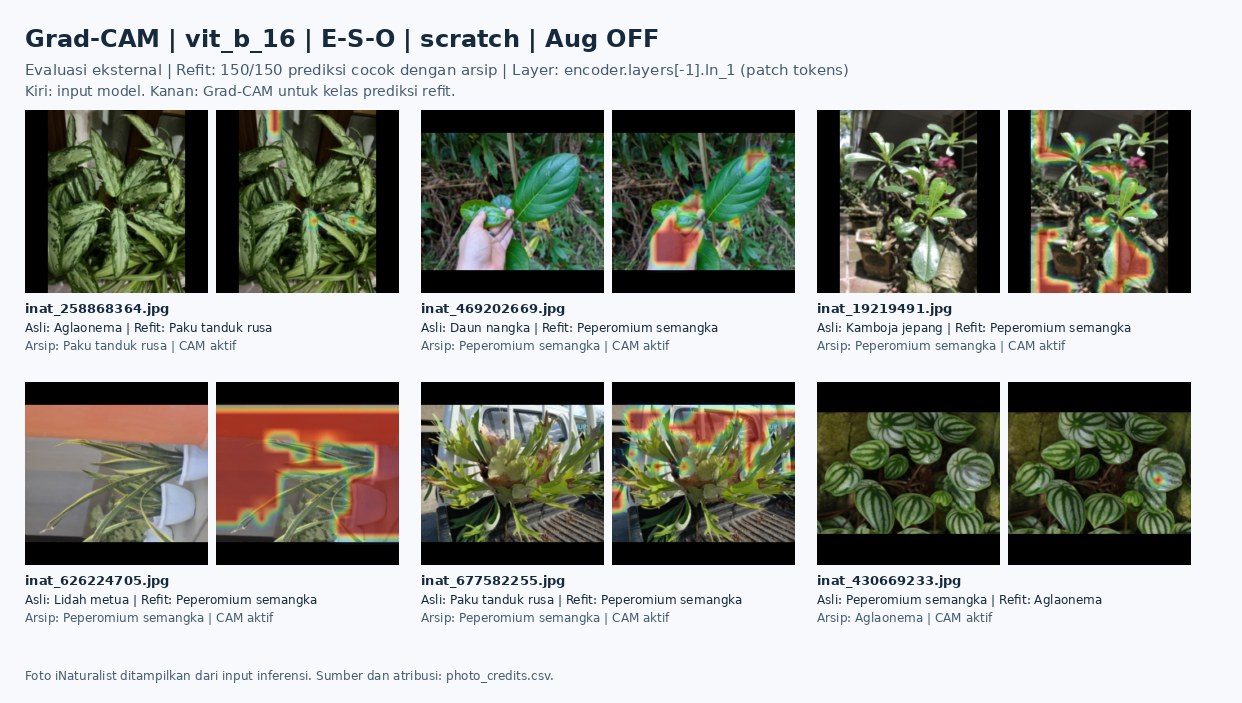 Grad-CAM | vit_b_16 | E-S-O | scratch | Aug OFF
Evaluasi eksternal | Refit: 150/150 prediksi cocok dengan arsip | Layer: encoder.layers[-1].ln_1 (patch tokens)
Kiri: input model. Kanan: Grad-CAM untuk kelas prediksi refit.
inat_258868364.jpg
Asli: Aglaonema | Refit: Paku tanduk rusa
Arsip: Paku tanduk rusa | CAM aktif
inat_469202669.jpg
Asli: Daun nangka | Refit: Peperomium semangka
Arsip: Peperomium semangka | CAM aktif
inat_19219491.jpg
Asli: Kamboja jepang | Refit: Peperomium semangka
Arsip: Peperomium semangka | CAM aktif
inat_626224705.jpg
Asli: Lidah metua | Refit: Peperomium semangka
Arsip: Peperomium semangka | CAM aktif
inat_677582255.jpg
Asli: Paku tanduk rusa | Refit: Peperomium semangka
Arsip: Peperomium semangka | CAM aktif
inat_430669233.jpg
Asli: Peperomium semangka | Refit: Aglaonema
Arsip: Aglaonema | CAM aktif
Foto iNaturalist ditampilkan dari input inferensi. Sumber dan atribusi: photo_credits.csv.